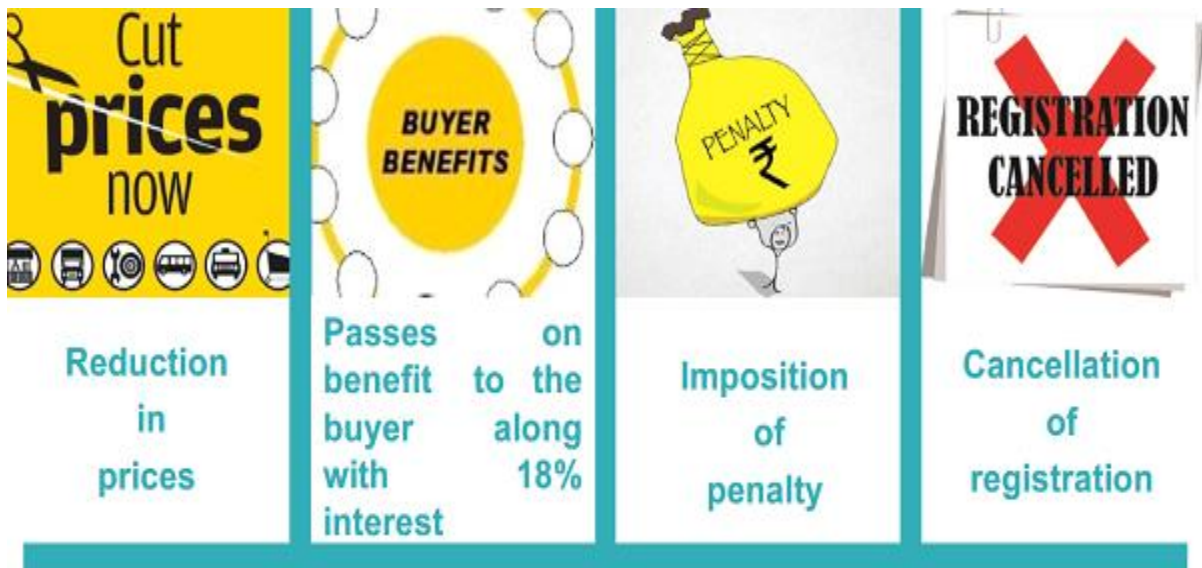 Cut
prices
now
BUYER
BENEFITS
PENALTY
₹
REGISTRATION
CANCELLED
Reduction
in
prices
Passes on
benefit to the
buyer along
with 18%
interest
Imposition
of
penalty
Cancellation
of
registration